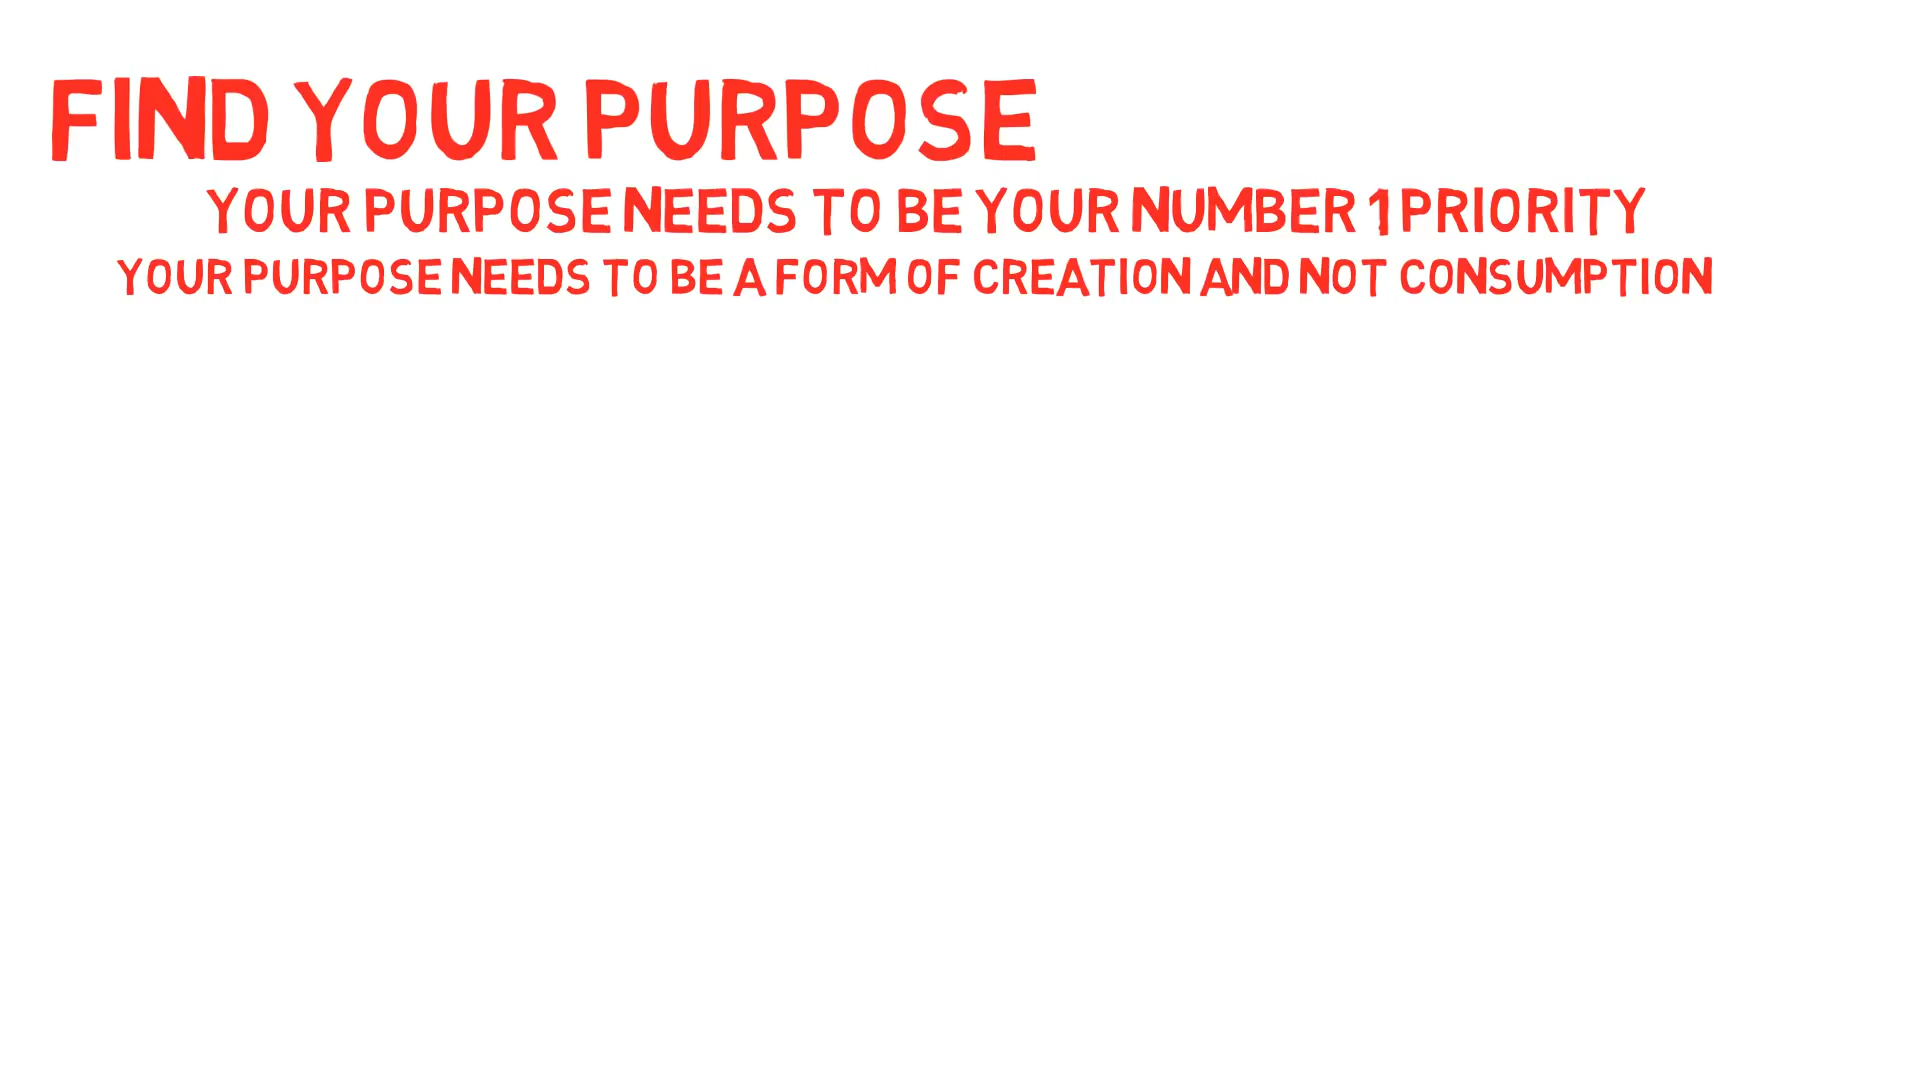 FIND YOUR PURPOSE
YOUR PURPOSE NEEDS TO BE YOUR NUMBER 1 PRIORITY
YOUR PURPOSE NEEDS TO BE A FORM OF CREATION AND NOT CONSUMPTION